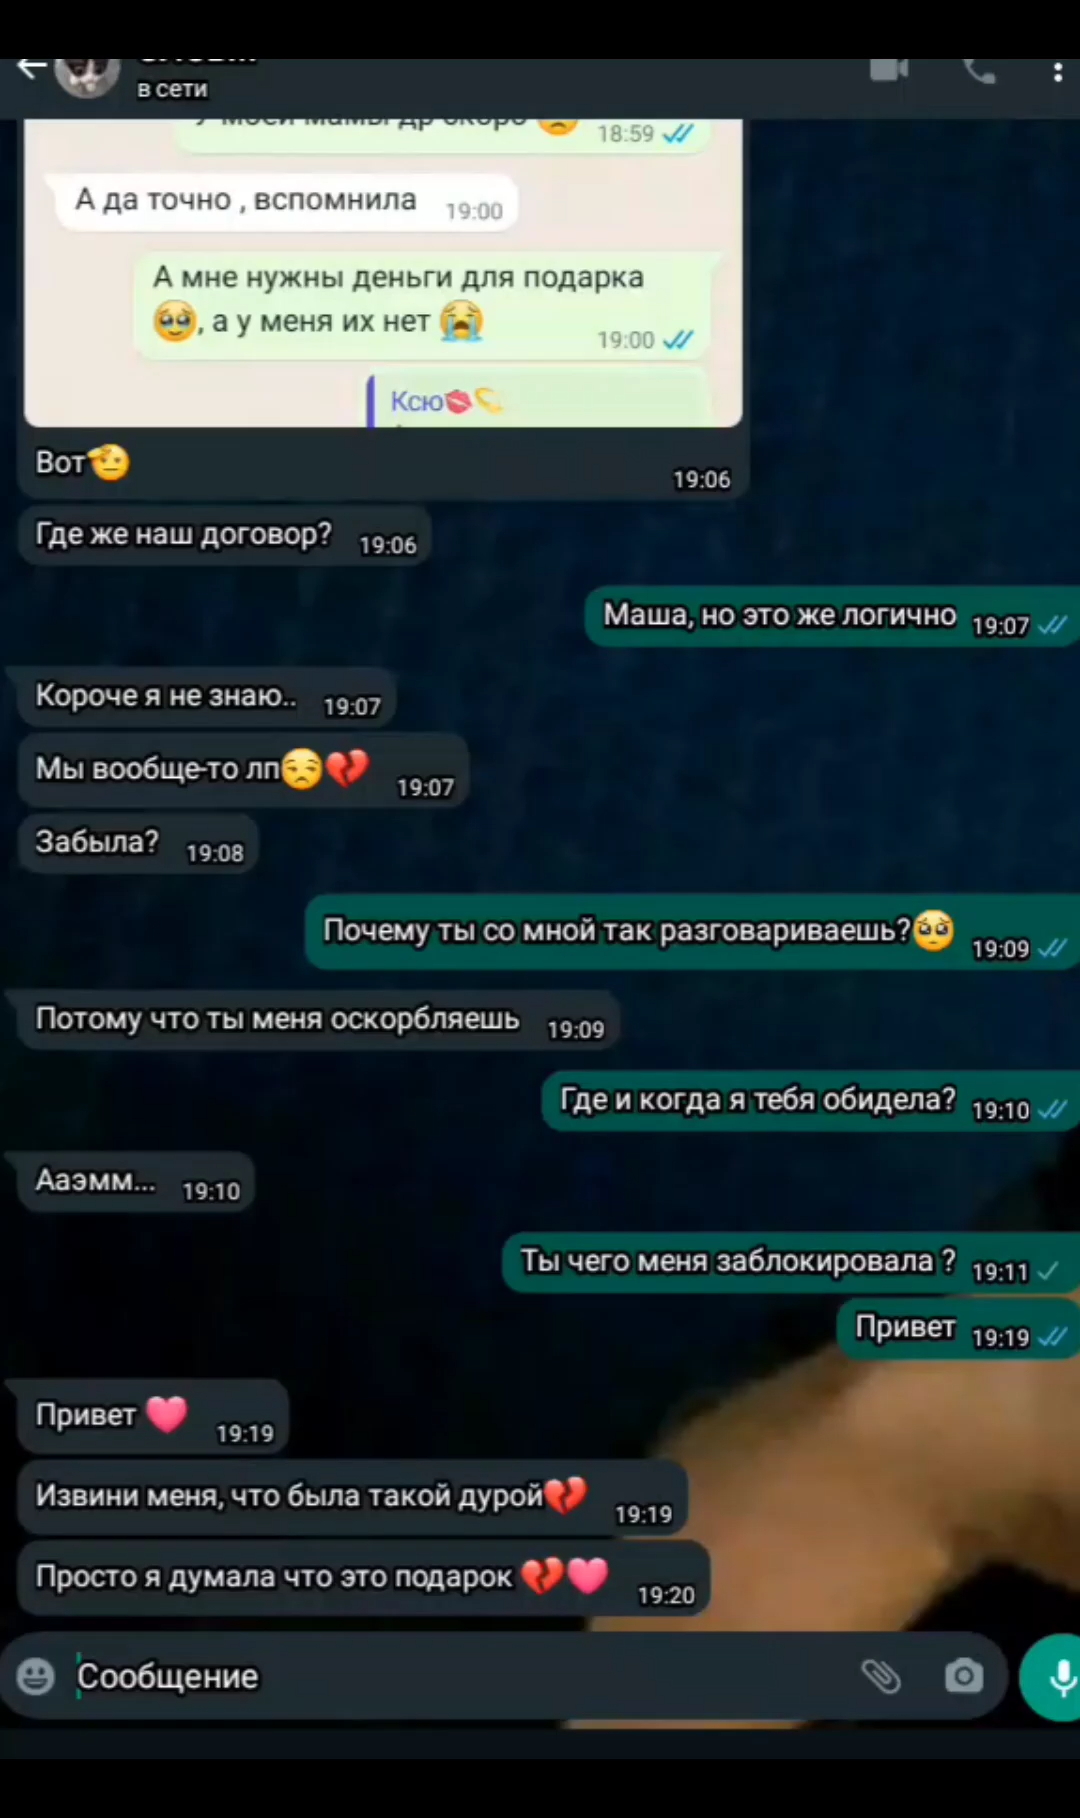 в сети
18:59
А да точно , вспомнила 19:00
А мне нужны деньги для подарка
🥹, а у меня их нет 😭 19:00
Ксю💋💫
Вот🫡 19:06
Где же наш договор? 19:06
Маша, но это же логично 19:07
Короче я не знаю.. 19:07
Мы вообще-то лп😒💔 19:07
Забыла? 19:08
Почему ты со мной так разговариваешь?🥺 19:09
Потому что ты меня оскорбляешь 19:09
Где и когда я тебя обидела? 19:10
Ааэмм... 19:10
Ты чего меня заблокировала ? 19:11
Привет 19:19
Привет 🩷 19:19
Извини меня, что была такой дурой💔 19:19
Просто я думала что это подарок 💔🩷 19:20
Сообщение